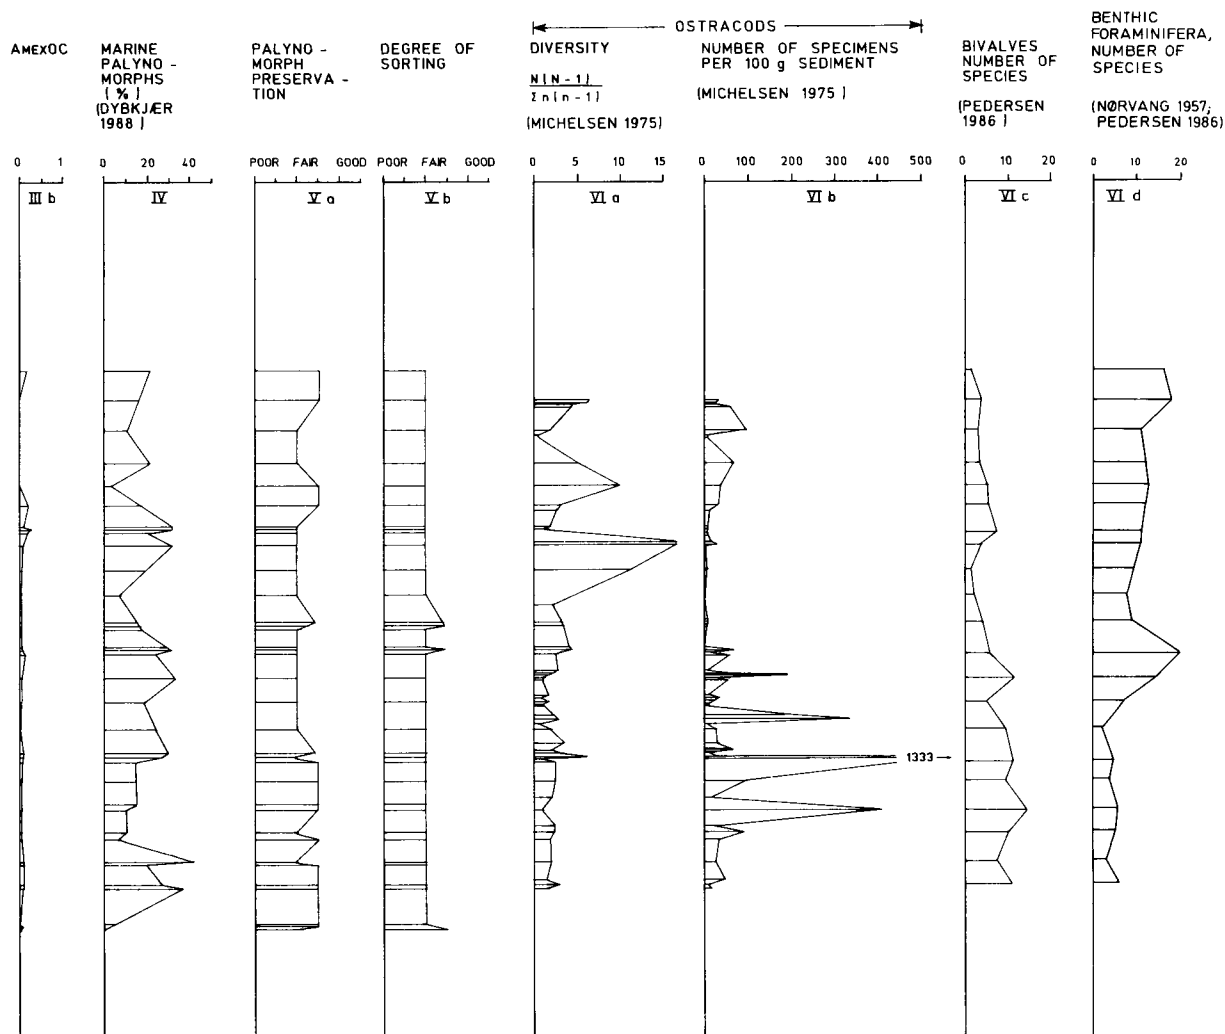 OSTRACODS
AMEXOC
MARINE
PALYNO -
MORPHS
( % )
(DYBKJÆR
1988 )
PALYNO -
MORPH
PRESERVA -
TION
DEGREE OF
SORTING
DIVERSITY
N(N-1)
Σn(n-1)
(MICHELSEN 1975)
NUMBER OF SPECIMENS
PER 100 g SEDIMENT
(MICHELSEN 1975 )
BIVALVES
NUMBER OF
SPECIES
(PEDERSEN
1986 )
BENTHIC
FORAMINIFERA,
NUMBER OF
SPECIES
(NØRVANG 1957;
PEDERSEN 1986)
0 1
0 20 40
POOR FAIR GOOD
POOR FAIR GOOD
0 5 10 15
0 100 200 300 400 500
0 10 20
0 10 20
III b
IV
V a
V b
VI a
VI b
VI c
VI d
1333 →